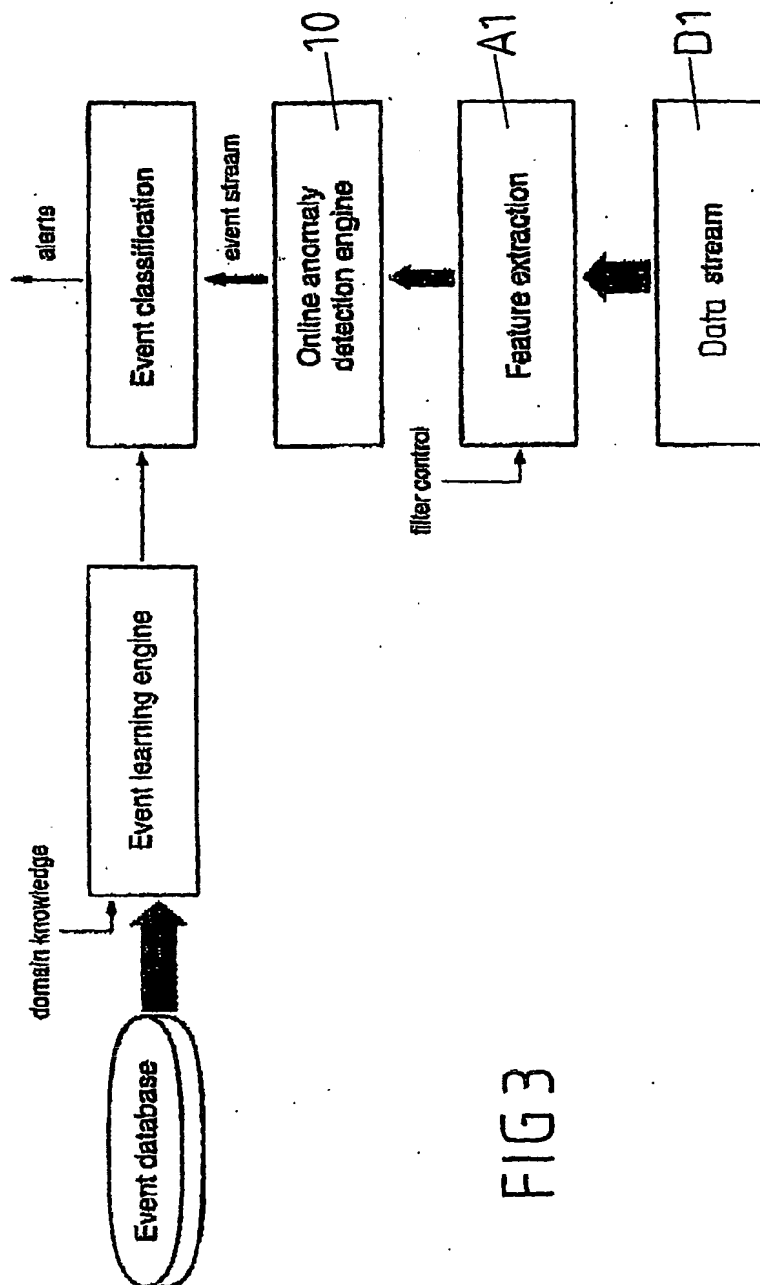 alerts
Event classification
event stream
Online anomaly
detection engine
10
Feature extraction
A1
filter control
Data stream
D1
Event learning engine
domain knowledge
Event database
FIG 3